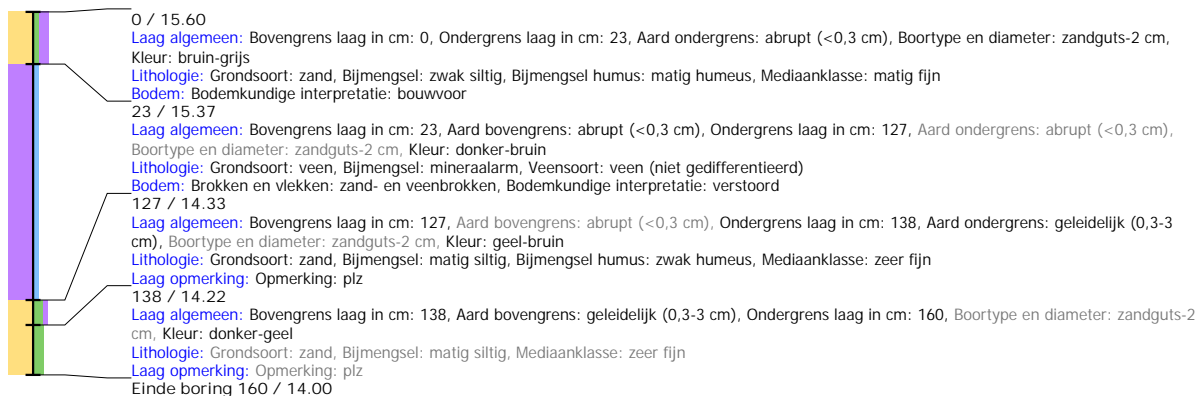 0 / 15.60
Laag algemeen: Bovengrens laag in cm: 0, Ondergrens laag in cm: 23, Aard ondergrens: abrupt (<0,3 cm), Boortype en diameter: zandguts-2 cm,
Kleur: bruin-grijs
Lithologie: Grondsoort: zand, Bijmengsel: zwak siltig, Bijmengsel humus: matig humeus, Mediaanklasse: matig fijn
Bodem: Bodemkundige interpretatie: bouwvoor
23 / 15.37
Laag algemeen: Bovengrens laag in cm: 23, Aard bovengrens: abrupt (<0,3 cm), Ondergrens laag in cm: 127, Aard ondergrens: abrupt (<0,3 cm),
Boortype en diameter: zandguts-2 cm, Kleur: donker-bruin
Lithologie: Grondsoort: veen, Bijmengsel: mineraalarm, Veensoort: veen (niet gedifferentieerd)
Bodem: Brokken en vlekken: zand- en veenbrokken, Bodemkundige interpretatie: verstoord
127 / 14.33
Laag algemeen: Bovengrens laag in cm: 127, Aard bovengrens: abrupt (<0,3 cm), Ondergrens laag in cm: 138, Aard ondergrens: geleidelijk (0,3-3
cm), Boortype en diameter: zandguts-2 cm, Kleur: geel-bruin
Lithologie: Grondsoort: zand, Bijmengsel: matig siltig, Bijmengsel humus: zwak humeus, Mediaanklasse: zeer fijn
Laag opmerking: Opmerking: plz
138 / 14.22
Laag algemeen: Bovengrens laag in cm: 138, Aard bovengrens: geleidelijk (0,3-3 cm), Ondergrens laag in cm: 160, Boortype en diameter: zandguts-2
cm, Kleur: donker-geel
Lithologie: Grondsoort: zand, Bijmengsel: matig siltig, Mediaanklasse: zeer fijn
Laag opmerking: Opmerking: plz
Einde boring 160 / 14.00